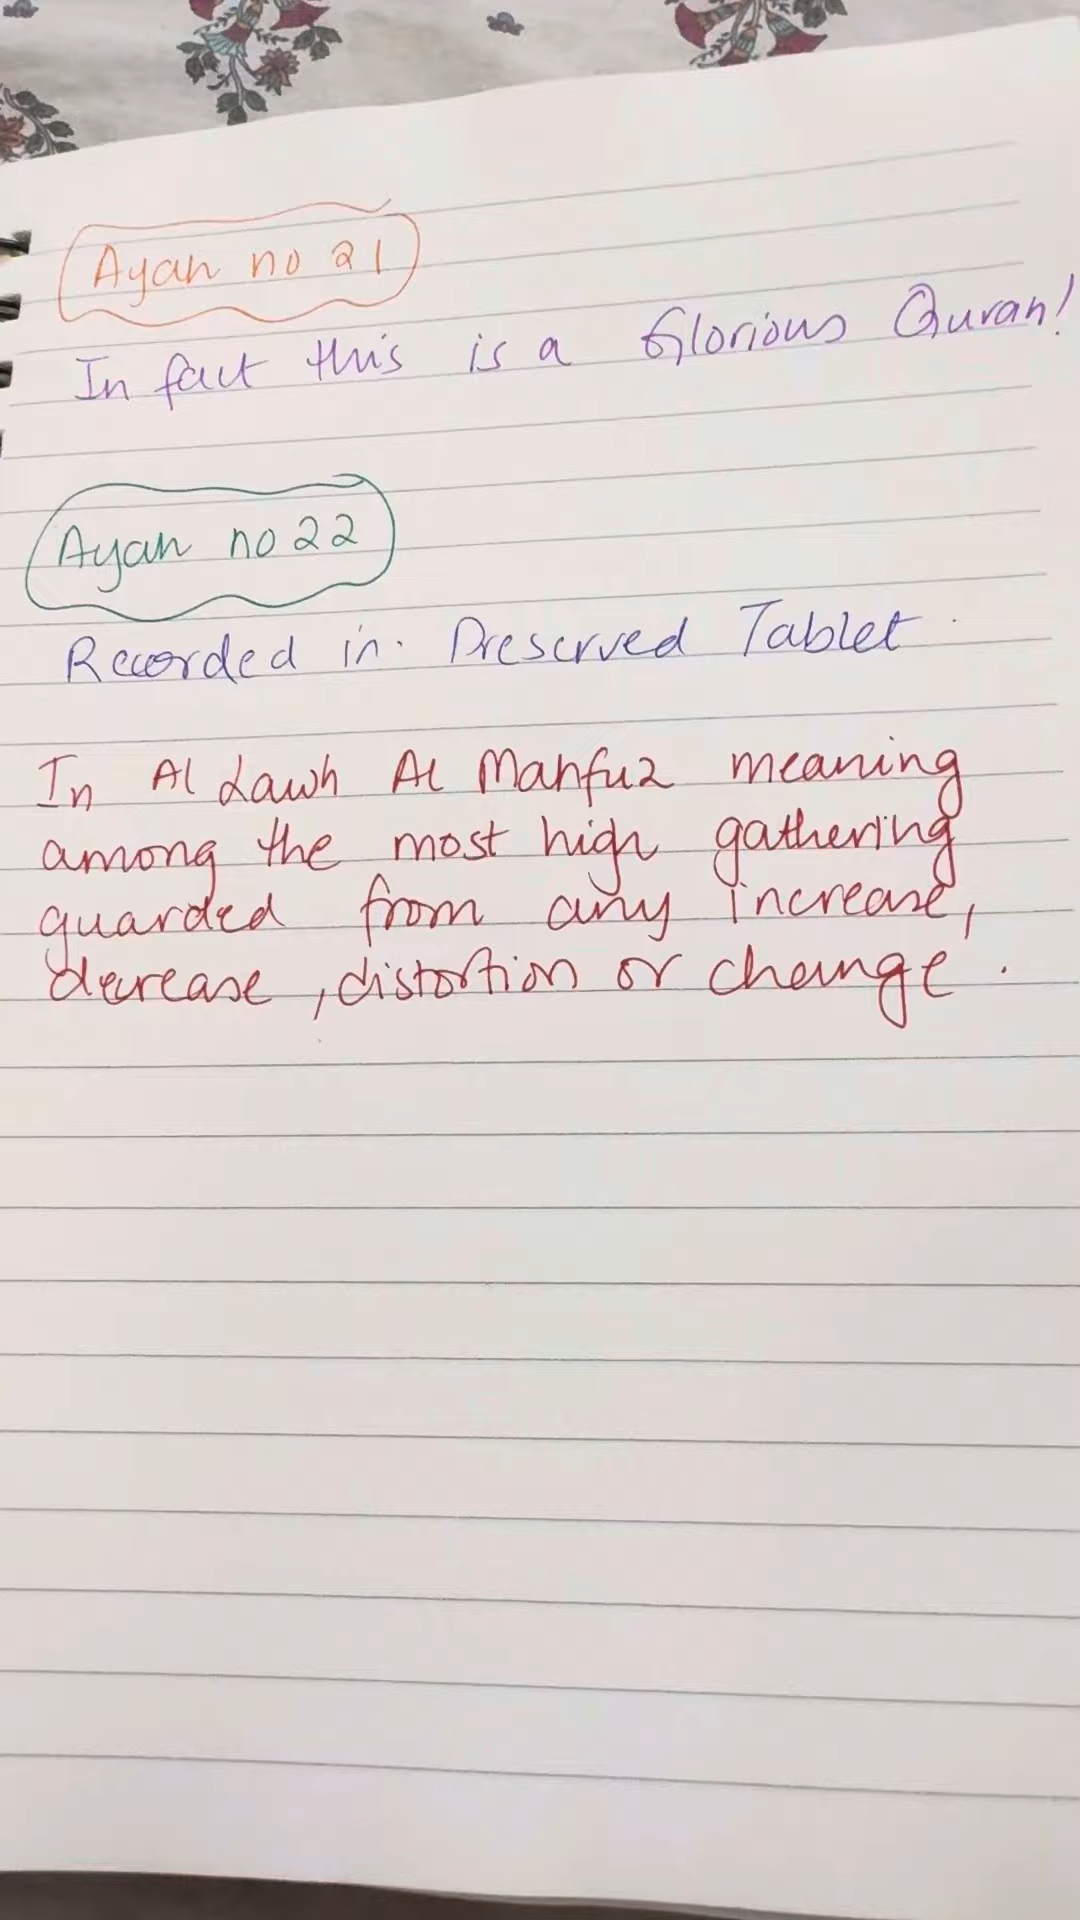 Ayah no 21
In fact this is a Glorious Quran!
Ayah no 22
Recorded in. Preserved Tablet.
In Al Lawh Al Mahfuz meaning
among the most high gathering
guarded from any increase,
decrease, distortion or change.